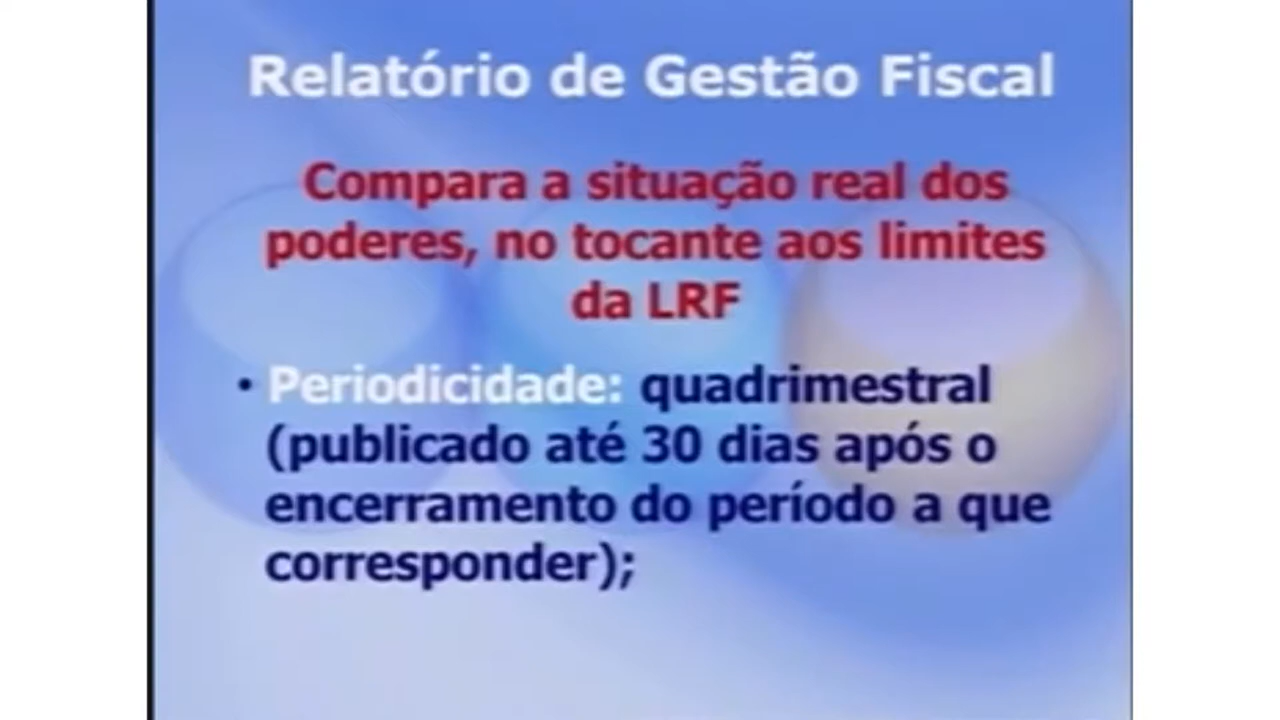 Relatório de Gestão Fiscal
Compara a situação real dos
poderes, no tocante aos limites
da LRF
• Periodicidade: quadrimestral
(publicado até 30 dias após o
encerramento do período a que
corresponder);